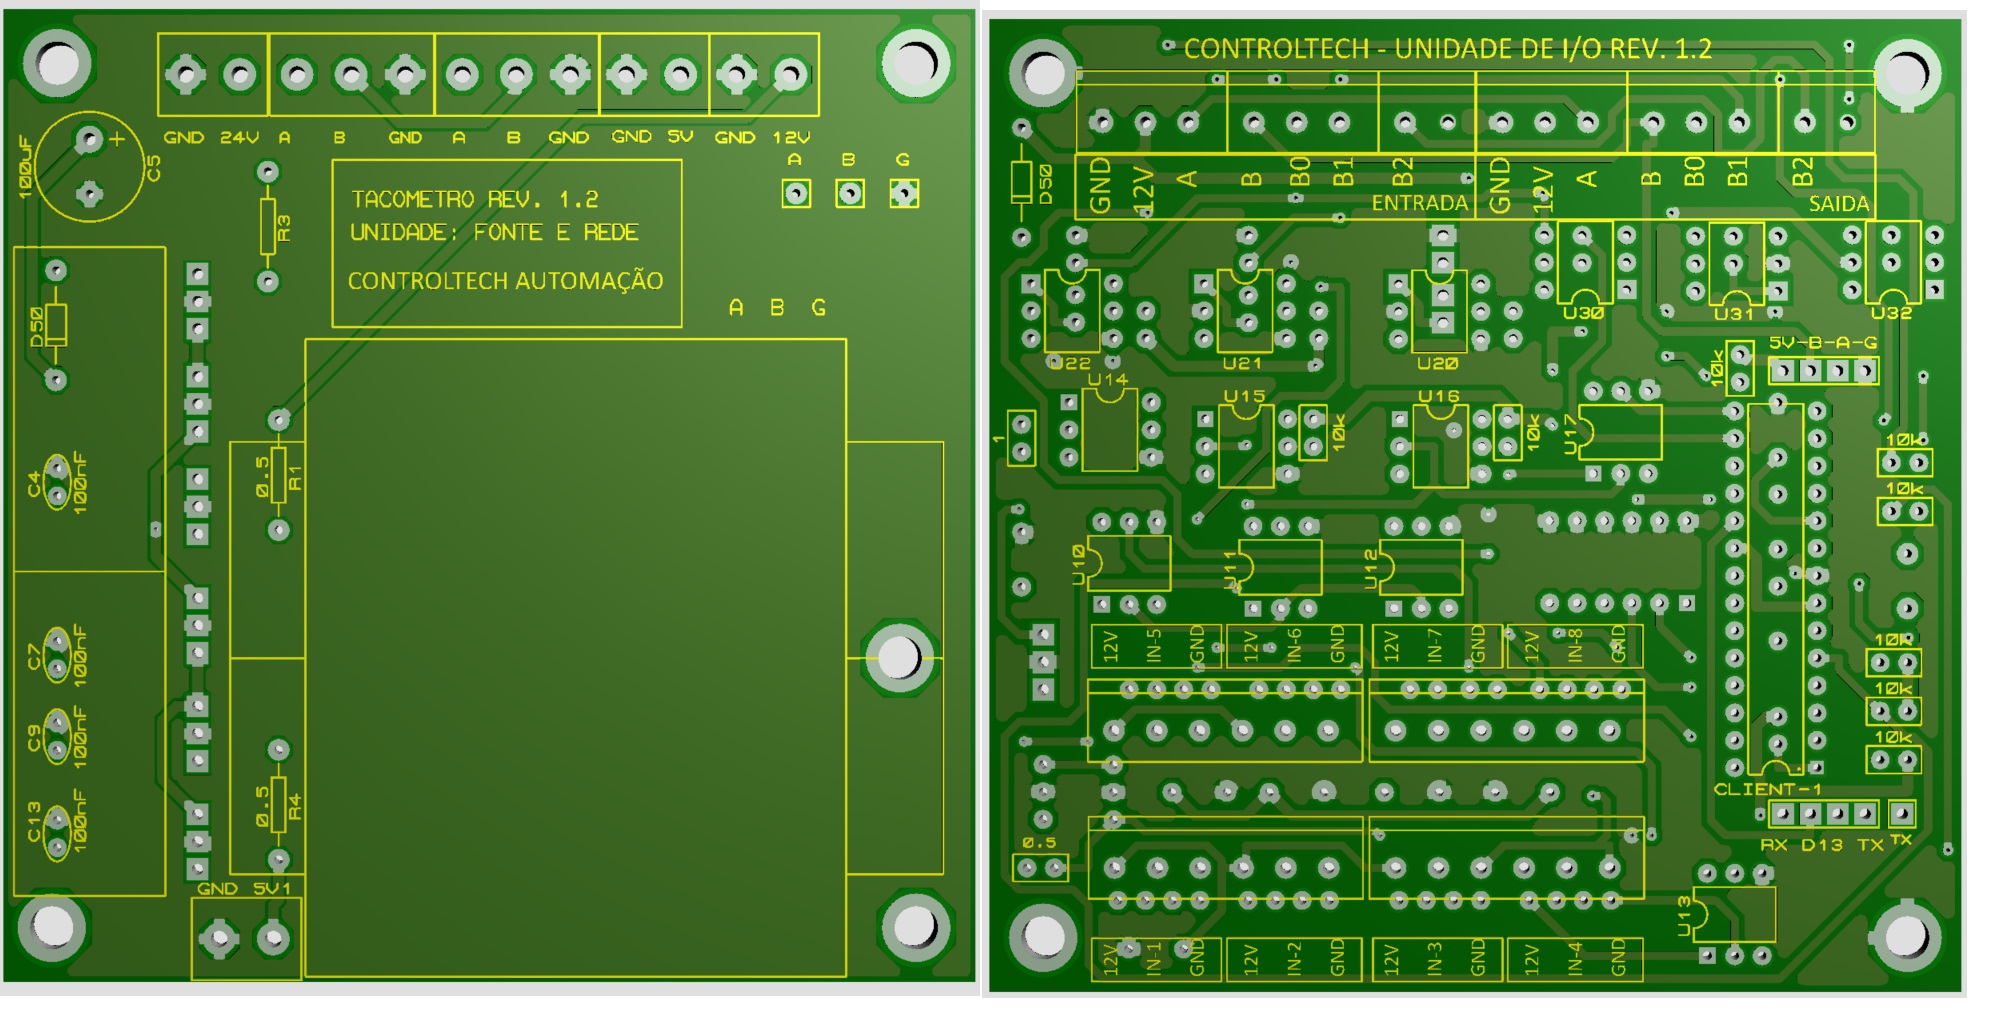 GND 24V A B GND A B GND GND 5V GND 12V
100uF
+
C5
A B G
R3
TACOMETRO REV. 1.2
UNIDADE: FONTE E REDE
CONTROLTECH AUTOMAÇÃO
A B G
D50
C4
100nF
0.5
R1
C7
100nF
C9
100nF
C13
100nF
0.5
R4
GND 5V1
CONTROLTECH - UNIDADE DE I/O REV. 1.2
D50
GND 12V A B B0 B1 B2 GND 12V A B B0 B1 B2
ENTRADA
SAIDA
U30 U31 U32
U22 U21 U20
10k
5V-B-A-G
U14
U15 U16
1
10k
10k
U17
10k
10k
U10 U11 U12
12V IN-5 GND 12V IN-6 GND 12V IN-7 GND 12V IN-8 GND
10k
10k
10k
CLIENT-1
0.5
RX D13 TX TX
U13
12V IN-1 GND 12V IN-2 GND 12V IN-3 GND 12V IN-4 GND